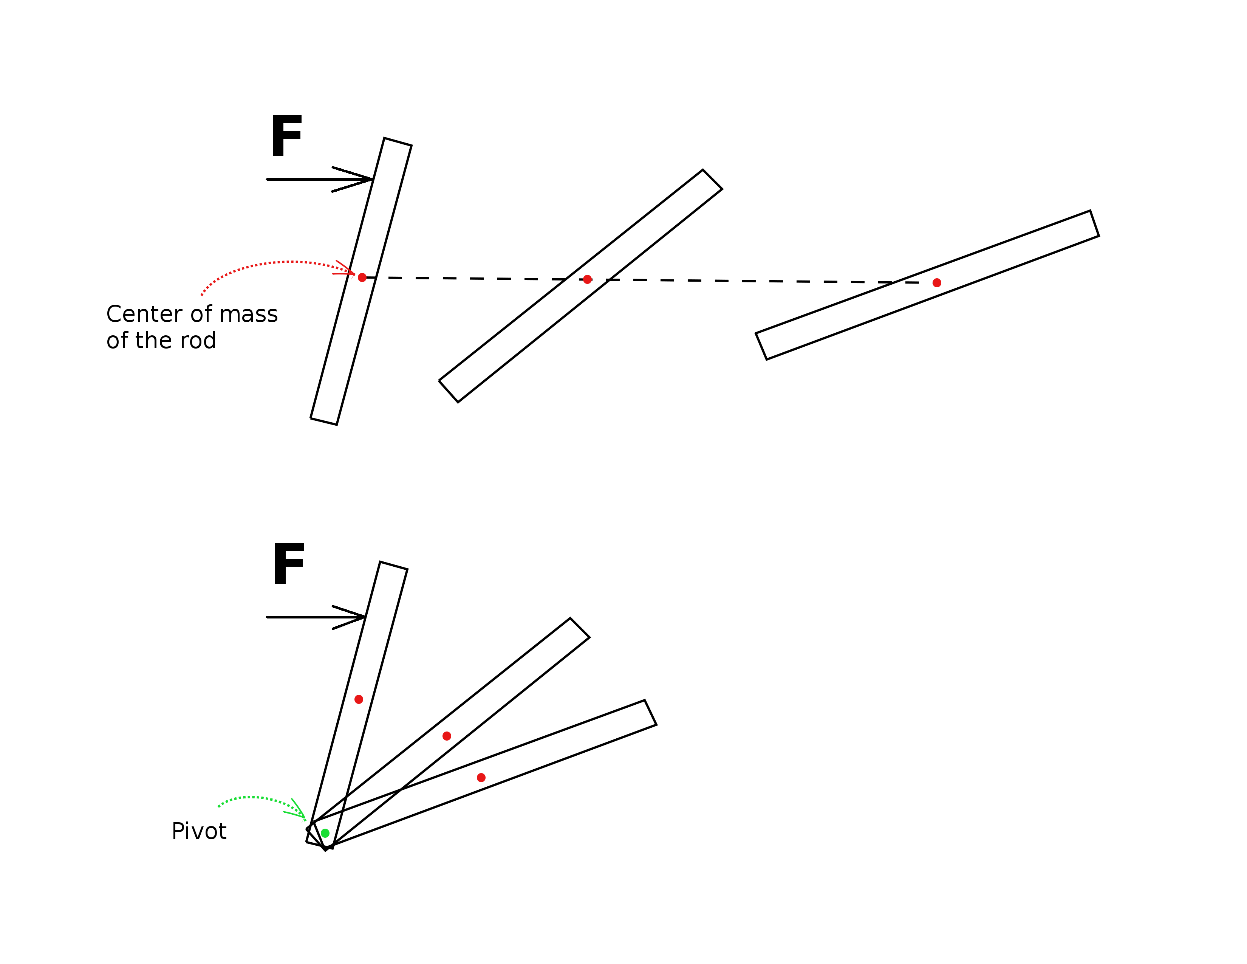 F
Center of mass
of the rod
F
Pivot